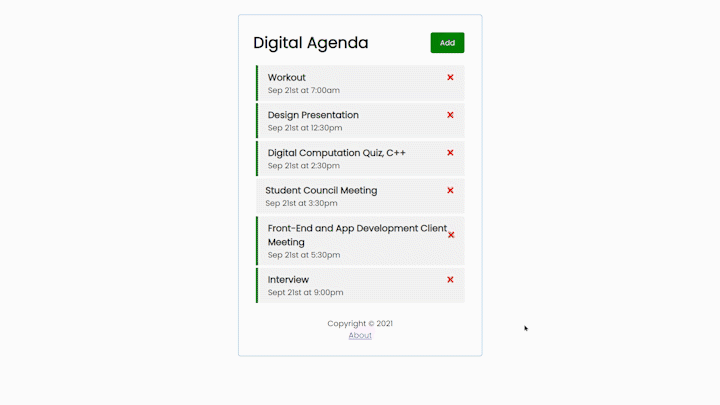 Digital Agenda
Add
Workout
Sep 21st at 7:00am
Design Presentation
Sep 21st at 12:30pm
Digital Computation Quiz, C++
Sep 21st at 2:30pm
Student Council Meeting
Sep 21st at 3:30pm
Front-End and App Development Client
Meeting
Sep 21st at 5:30pm
Interview
Sept 21st at 9:00pm
Copyright © 2021
About